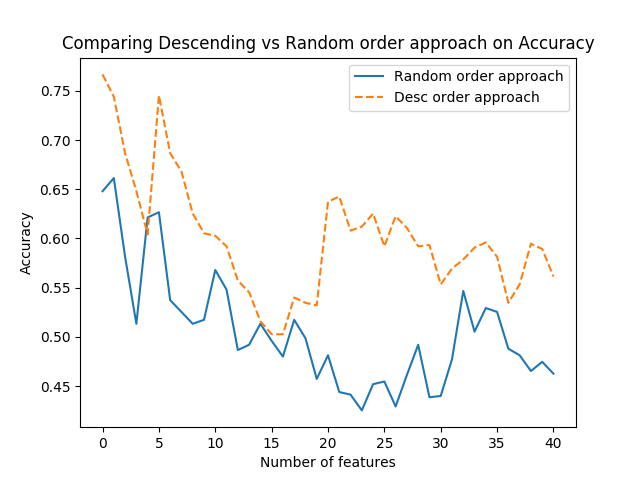 Comparing Descending vs Random order approach on Accuracy
Random order approach
Desc order approach
0.75
0.70
0.65
0.60
0.55
0.50
0.45
Accuracy
0 5 10 15 20 25 30 35 40
Number of features